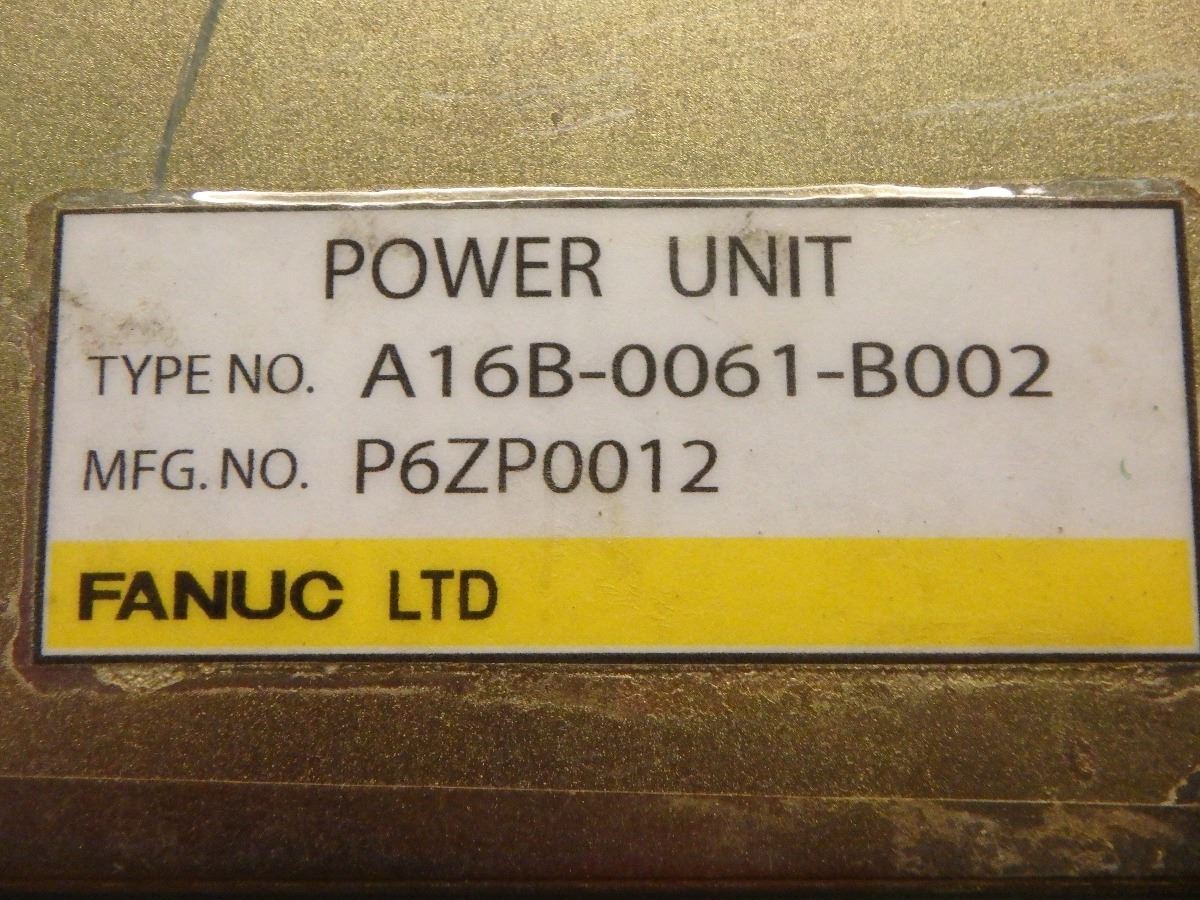 POWER UNIT
TYPE NO. A16B-0061-B002
MFG. NO. P6ZP0012
FANUC LTD